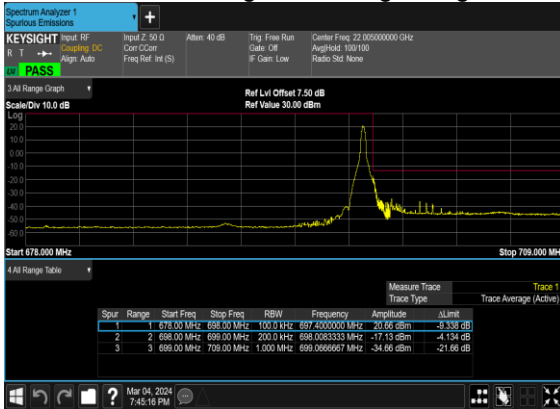 Spectrum Analyzer 1
Spurious Emissions
KEYSIGHT Input: RF Input Z: 50 Ω Atten: 40 dB Trig: Free Run Center Freq: 22.005000000 GHz
R T Coupling: DC Corr CCorr Gate: Off Avg|Hold: 100/100
Align: Auto Freq Ref: Int (S) IF Gain: Low Radio Std: None
PASS
3 All Range Graph
Ref Lvl Offset 7.50 dB
Scale/Div 10.0 dB Ref Value 30.00 dBm
Log
20.0
10.0
0.00
-10.0
-20.0
-30.0
-40.0
-50.0
-60.0
Start 678.000 MHz Stop 709.000 MHz
4 All Range Table
Measure Trace Trace 1
Trace Type Trace Average (Active)
Spur Range Start Freq Stop Freq RBW Frequency Amplitude ΔLimit
1 1 678.00 MHz 698.00 MHz 100.0 kHz 697.4000000 MHz 20.66 dBm -9.338 dB
2 2 698.00 MHz 699.00 MHz 200.0 kHz 698.0083333 MHz -17.13 dBm -4.134 dB
3 3 699.00 MHz 709.00 MHz 1.000 MHz 699.0666667 MHz -34.66 dBm -21.66 dB
Mar 04, 2024
7:45:16 PM